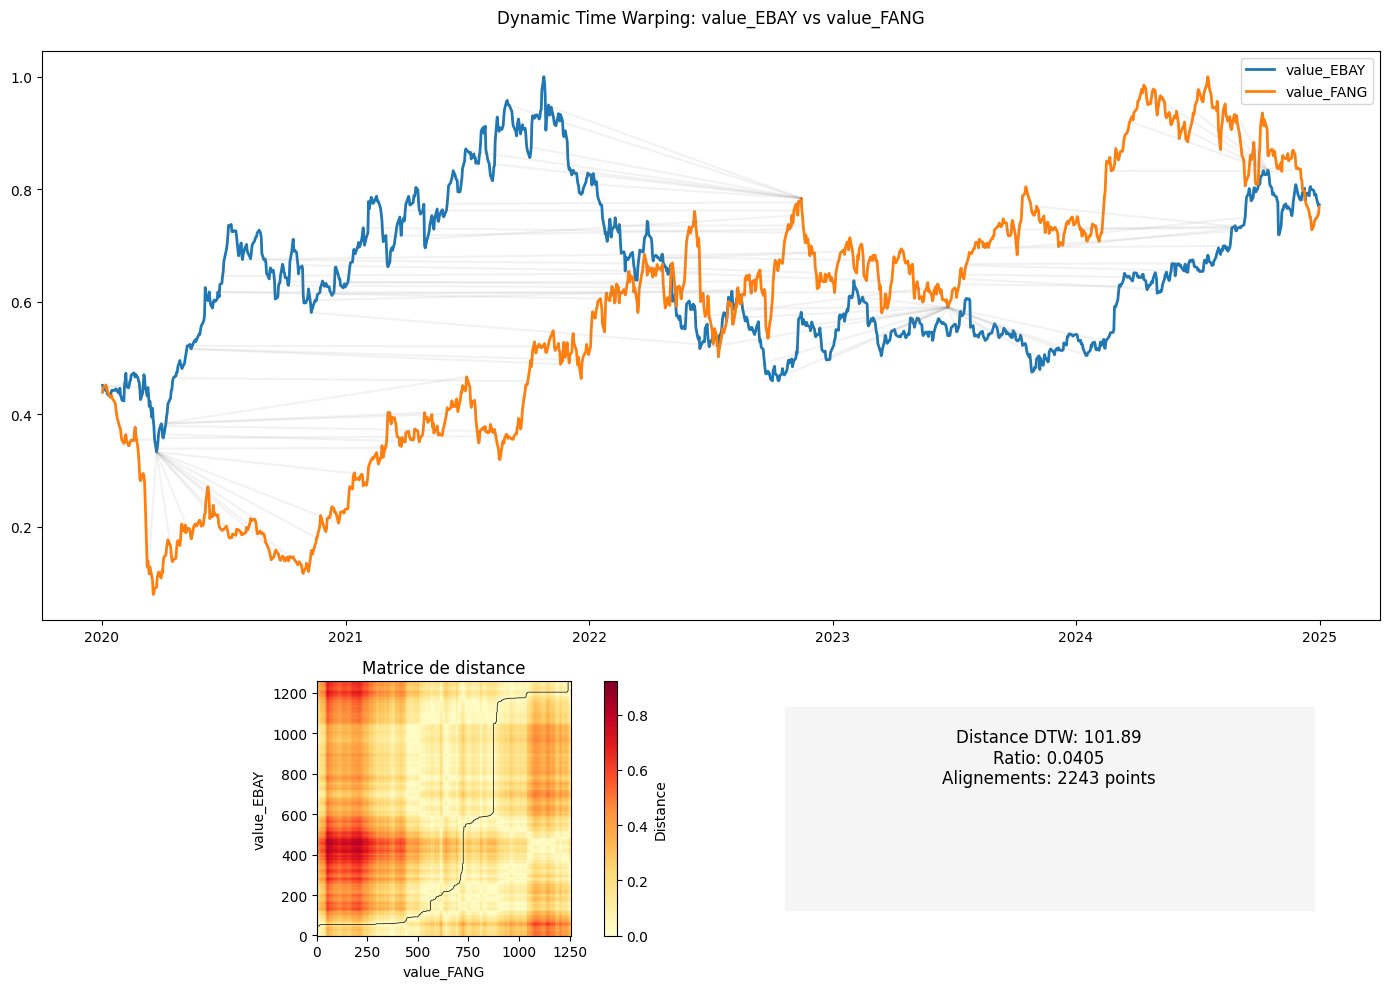 Dynamic Time Warping: value_EBAY vs value_FANG
value_EBAY
value_FANG
1.0
0.8
0.6
0.4
0.2
2020 2021 2022 2023 2024 2025
Matrice de distance
1200
1000
800
600
400
200
0
value_EBAY
0 250 500 750 1000 1250
value_FANG
0.8
0.6
0.4
0.2
0.0
Distance
Distance DTW: 101.89
Ratio: 0.0405
Alignements: 2243 points